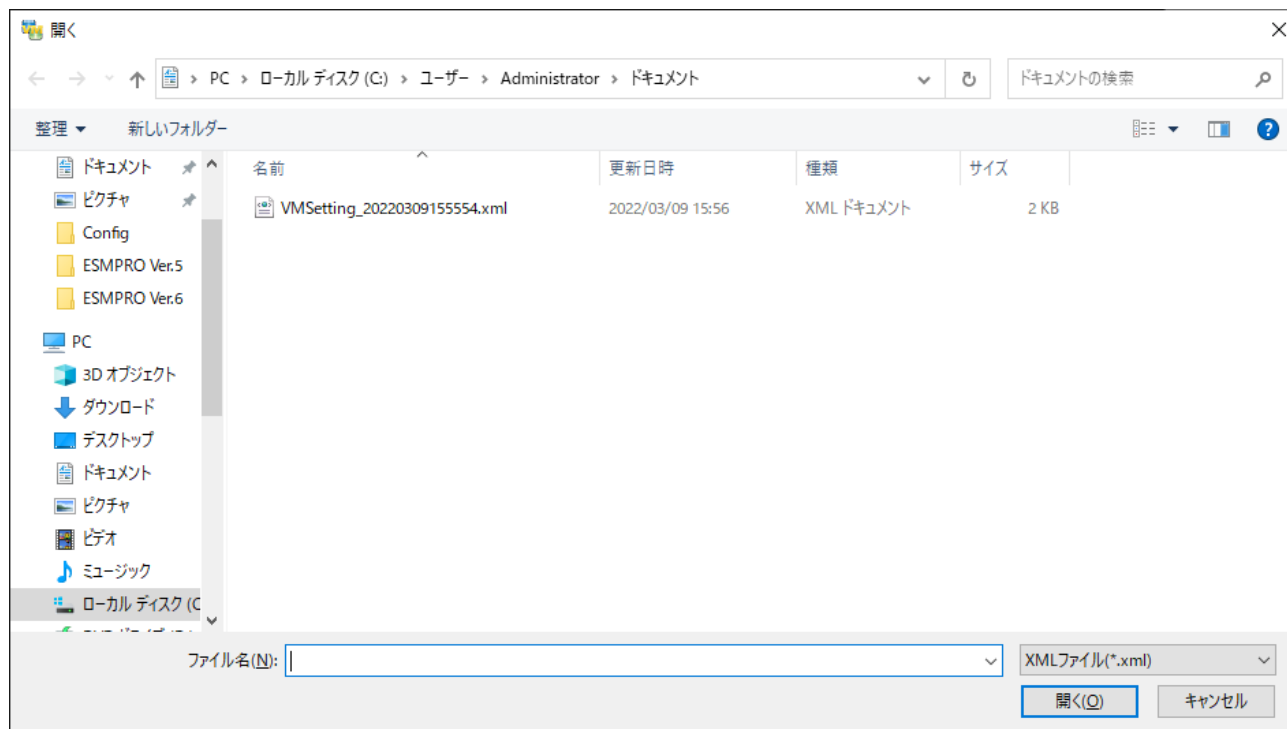 開く
PC › ローカル ディスク (C:) › ユーザー › Administrator › ドキュメント
ドキュメントの検索
整理
新しいフォルダー
ドキュメント
ピクチャ
Config
ESMPRO Ver.5
ESMPRO Ver.6
PC
3D オブジェクト
ダウンロード
デスクトップ
ドキュメント
ピクチャ
ビデオ
ミュージック
ローカル ディスク (C
名前 更新日時 種類 サイズ
VMSetting_20220309155554.xml 2022/03/09 15:56 XML ドキュメント 2 KB
ファイル名(N):
XMLファイル(*.xml)
開く(O) キャンセル